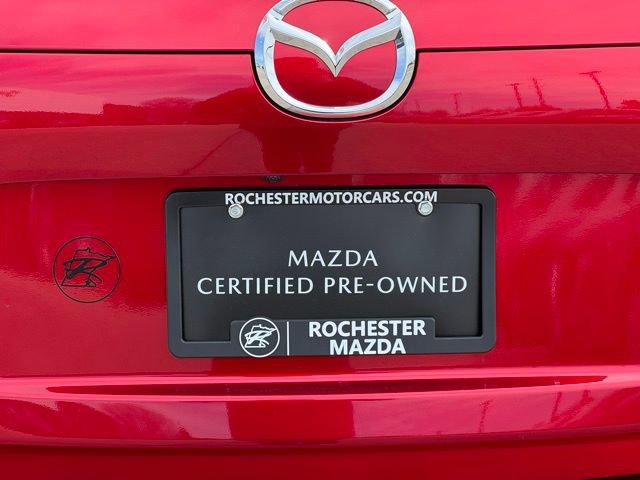 ROCHESTERMOTORCARS.COM
MAZDA
CERTIFIED PRE-OWNED
ROCHESTER
MAZDA